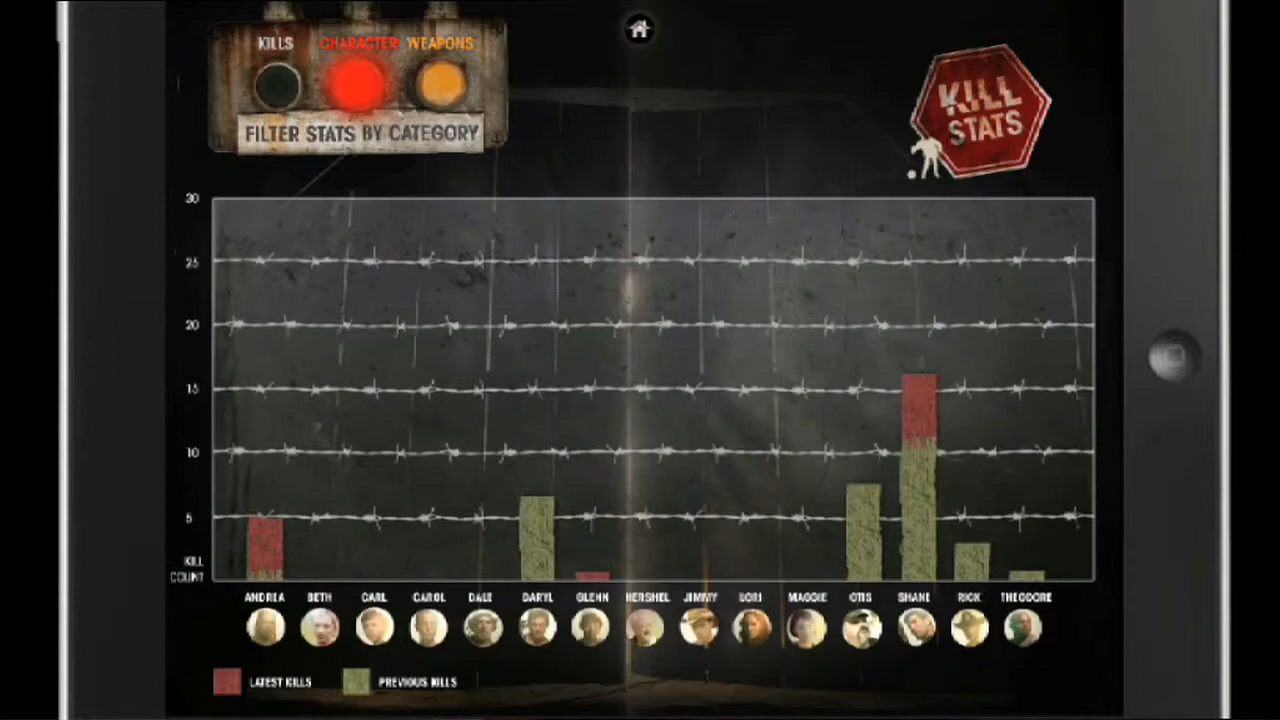 KILLS CHARACTER WEAPONS
FILTER STATS BY CATEGORY
KILL
STATS
30
25
20
15
10
5
KILL
COUNT
ANDREA BETH CARL CAROL DALE DARYL GLENN HERSHEL JIMMY LORI MAGGIE OTIS SHANE RICK THEODORE
LATEST KILLS PREVIOUS KILLS